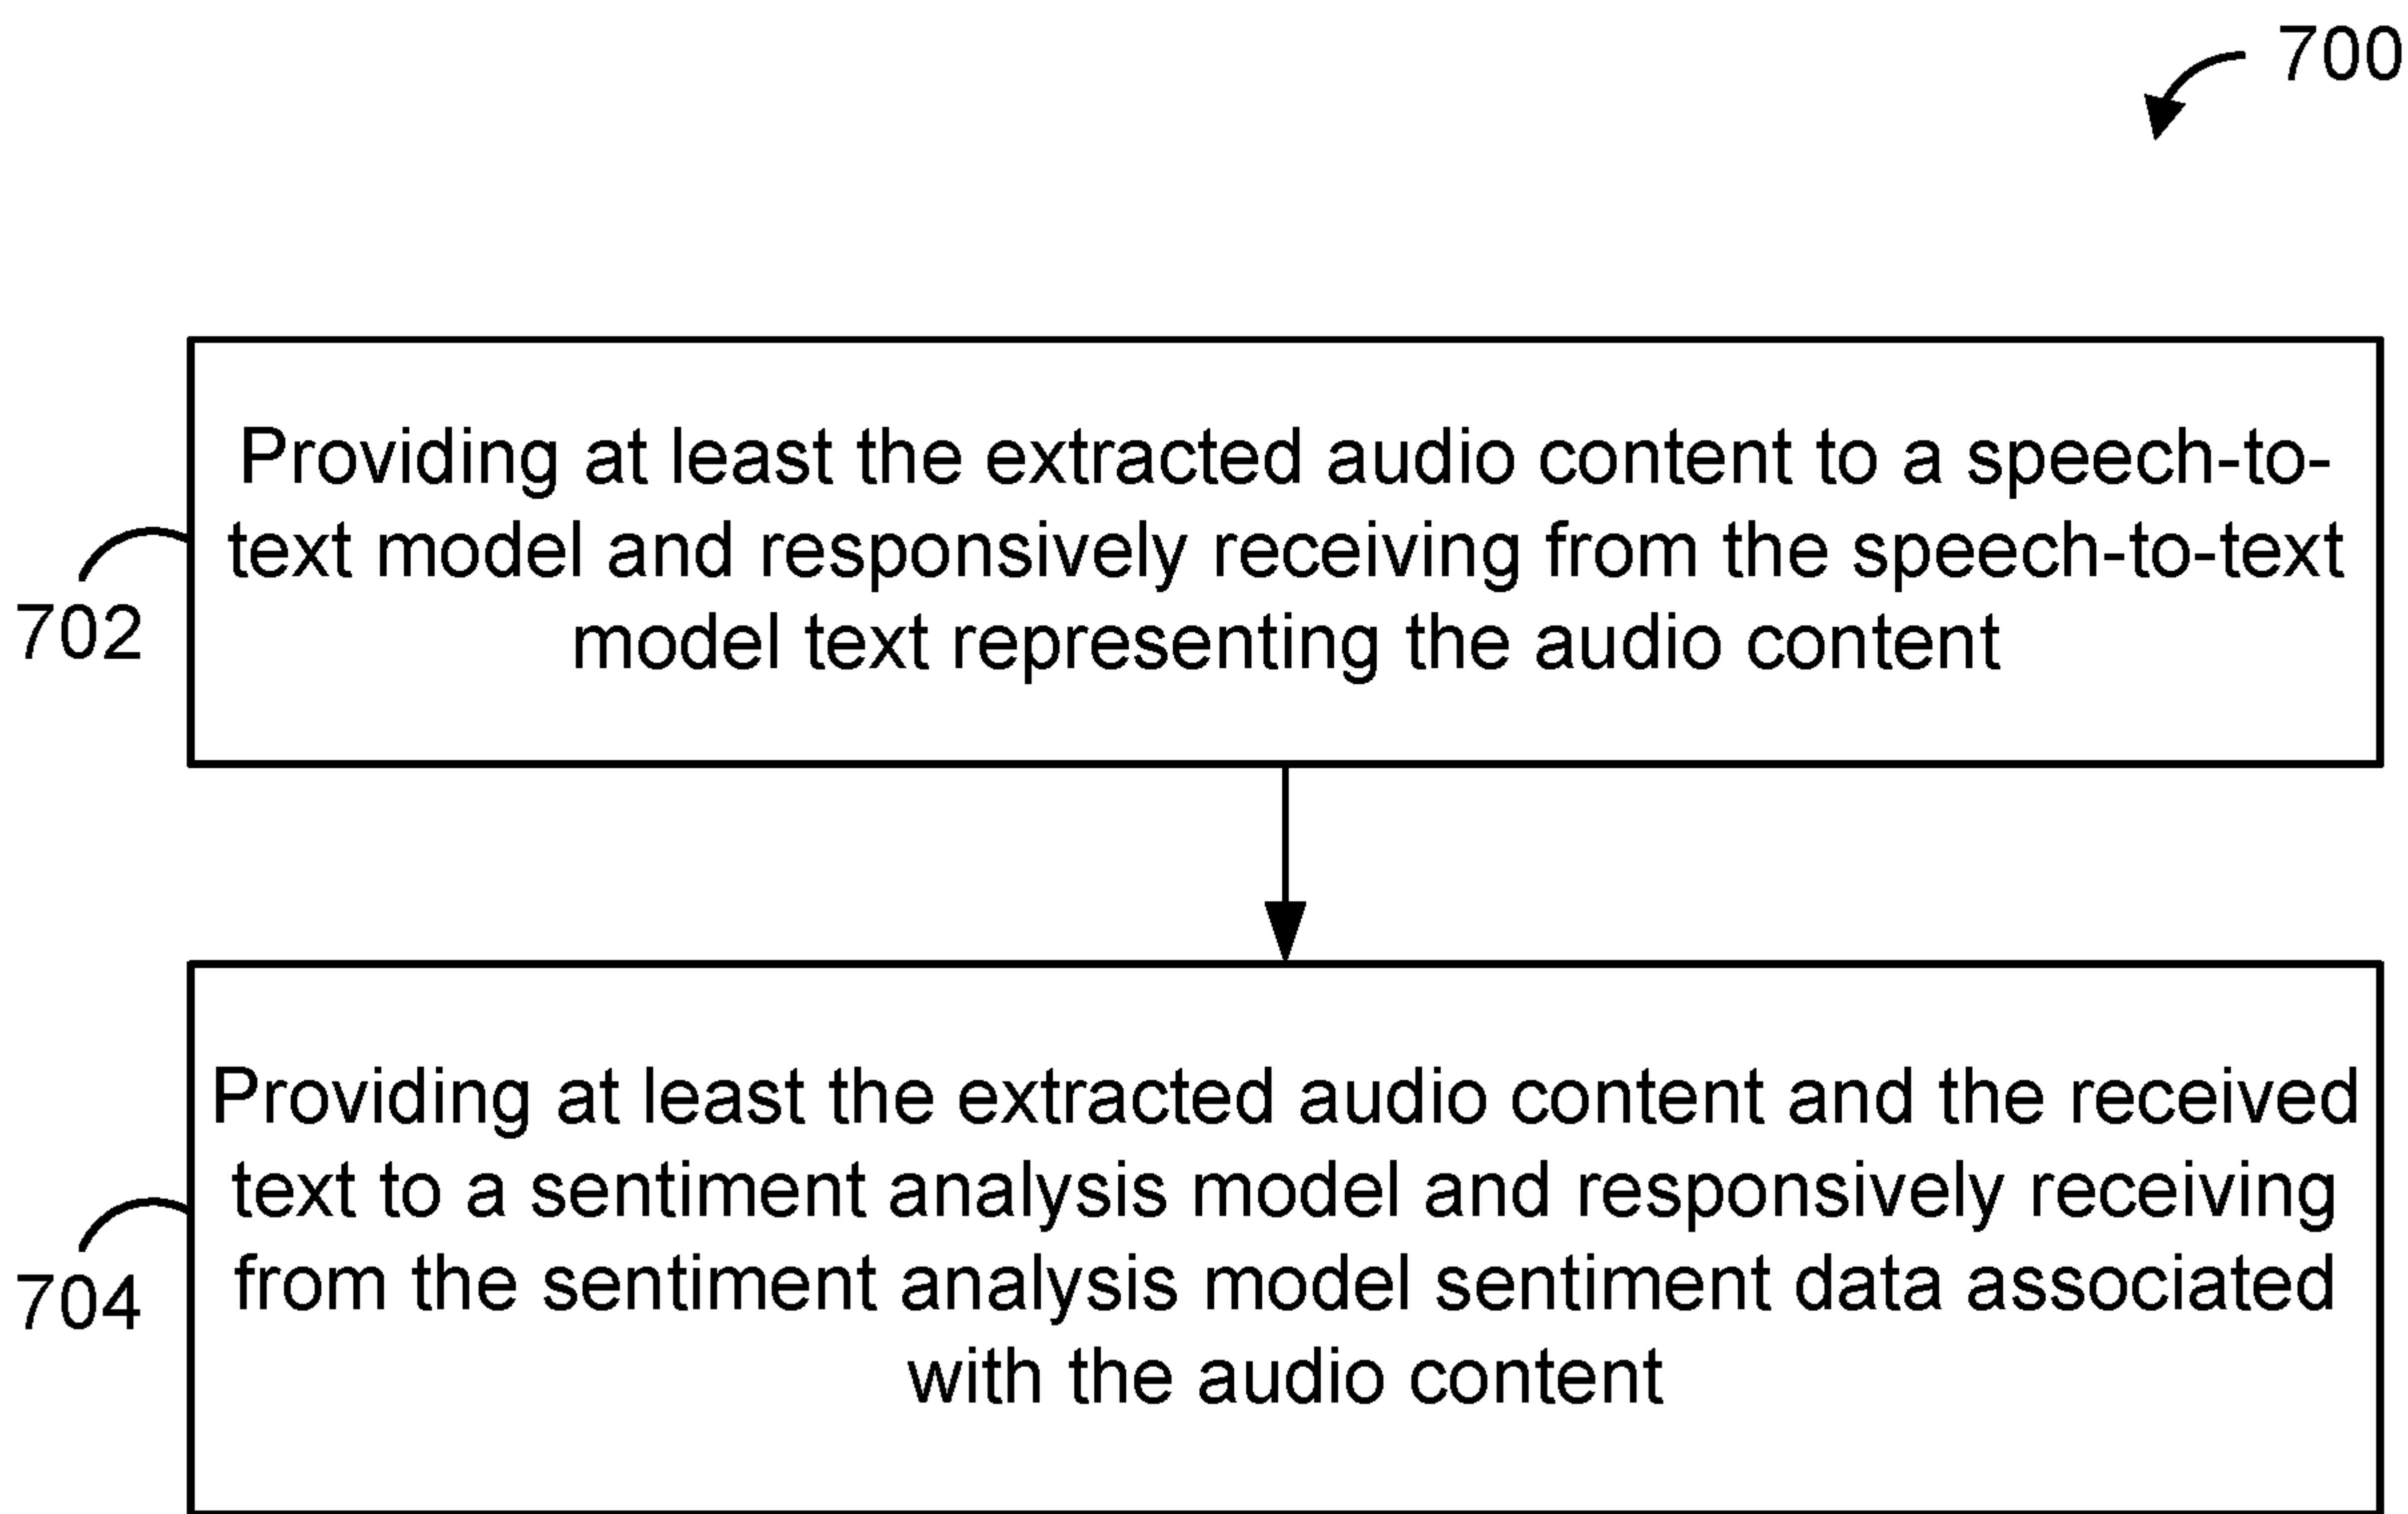 700
Providing at least the extracted audio content to a speech-to-
text model and responsively receiving from the speech-to-text
model text representing the audio content
702
Providing at least the extracted audio content and the received
text to a sentiment analysis model and responsively receiving
from the sentiment analysis model sentiment data associated
with the audio content
704